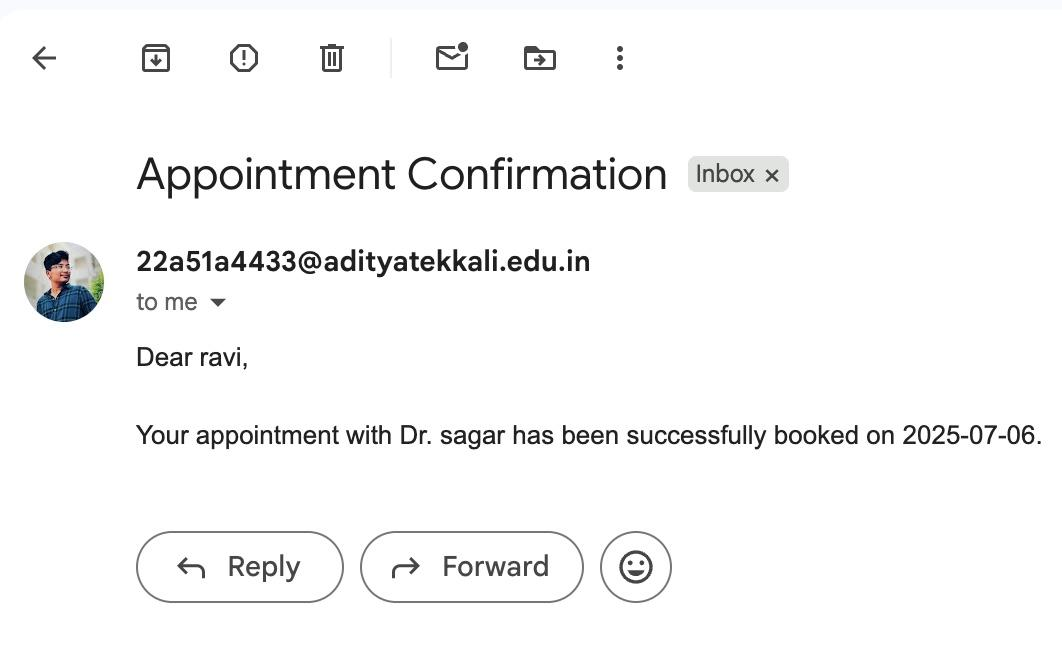 Appointment Confirmation Inbox ×
22a51a4433@adityatekkali.edu.in
to me
Dear ravi,
Your appointment with Dr. sagar has been successfully booked on 2025-07-06.
Reply Forward